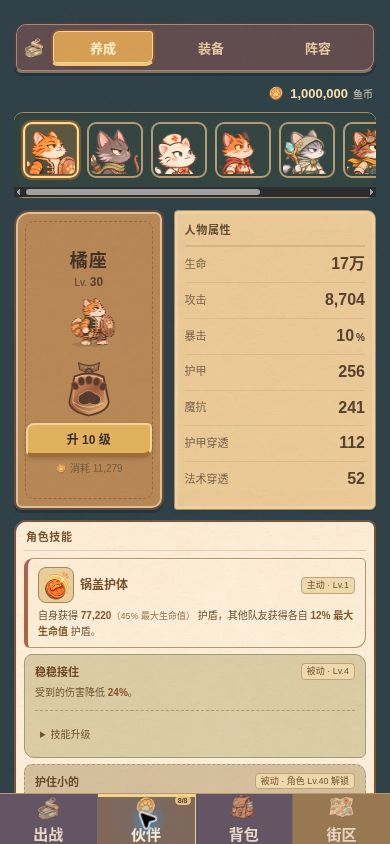 养成 装备 阵容
1,000,000 鱼币
橘座
Lv. 30
升 10 级
消耗 11,279
人物属性
生命 17万
攻击 8,704
暴击 10%
护甲 256
魔抗 241
护甲穿透 112
法术穿透 52
角色技能
锅盖护体 主动 · Lv.1
自身获得 77,220（45% 最大生命值） 护盾，其他队友获得各自 12% 最大
生命值 护盾。
稳稳接住 被动 · Lv.4
受到的伤害降低 24%。
▶ 技能升级
护住小的 被动 · 角色 Lv.40 解锁
8/8
出战 伙伴 背包 街区